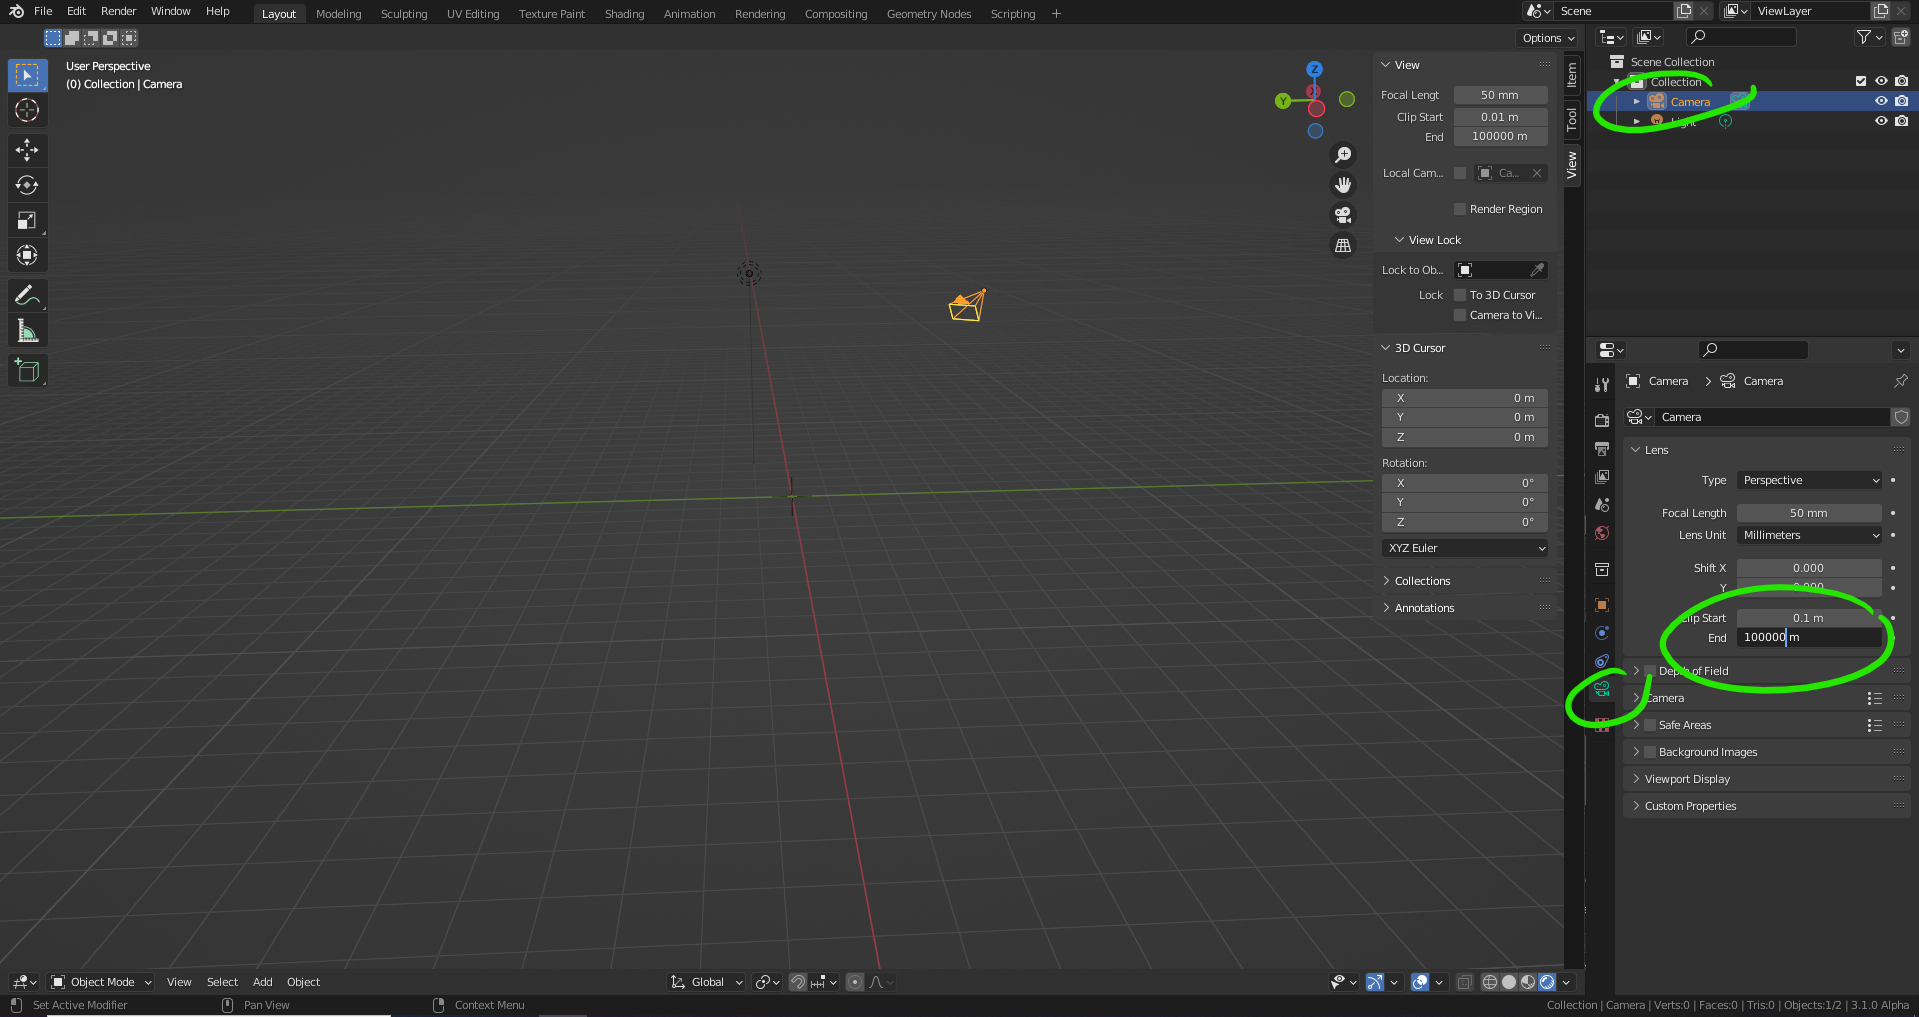 File Edit Render Window Help Layout Modeling Sculpting UV Editing Texture Paint Shading Animation Rendering Compositing Geometry Nodes Scripting + Scene ViewLayer
Options
User Perspective
(0) Collection | Camera
Z
X
Y
View
Focal Lengt 50 mm
Clip Start 0.01 m
End 100000 m
Local Cam... Ca...
Render Region
View Lock
Lock to Ob...
Lock To 3D Cursor
Camera to Vi...
3D Cursor
Location:
X 0 m
Y 0 m
Z 0 m
Rotation:
X 0°
Y 0°
Z 0°
XYZ Euler
Collections
Annotations
Item
Tool
View
Scene Collection
Collection
Camera
Light
Camera > Camera
Camera
Lens
Type Perspective
Focal Length 50 mm
Lens Unit Millimeters
Shift X 0.000
Y 0.000
Clip Start 0.1 m
End 100000 m
Depth of Field
Camera
Safe Areas
Background Images
Viewport Display
Custom Properties
Object Mode View Select Add Object Global
Set Active Modifier Pan View Context Menu Collection | Camera | Verts:0 | Faces:0 | Tris:0 | Objects:1/2 | 3.1.0 Alpha